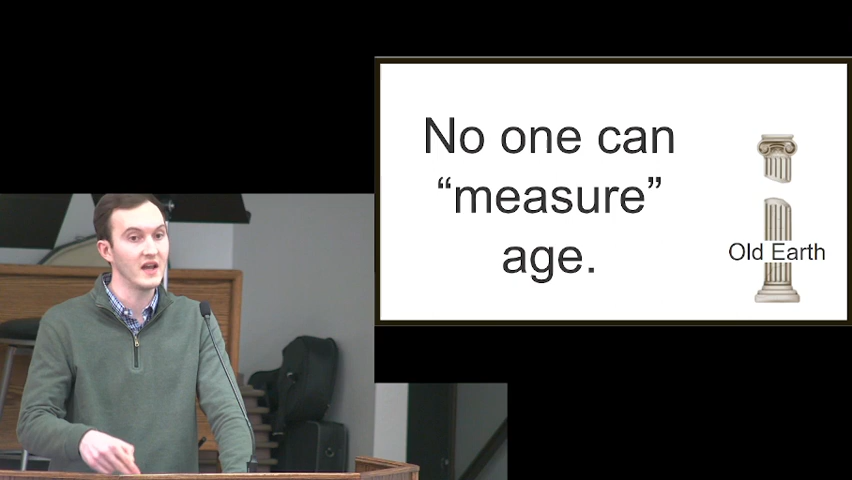 No one can
“measure”
age.
Old Earth